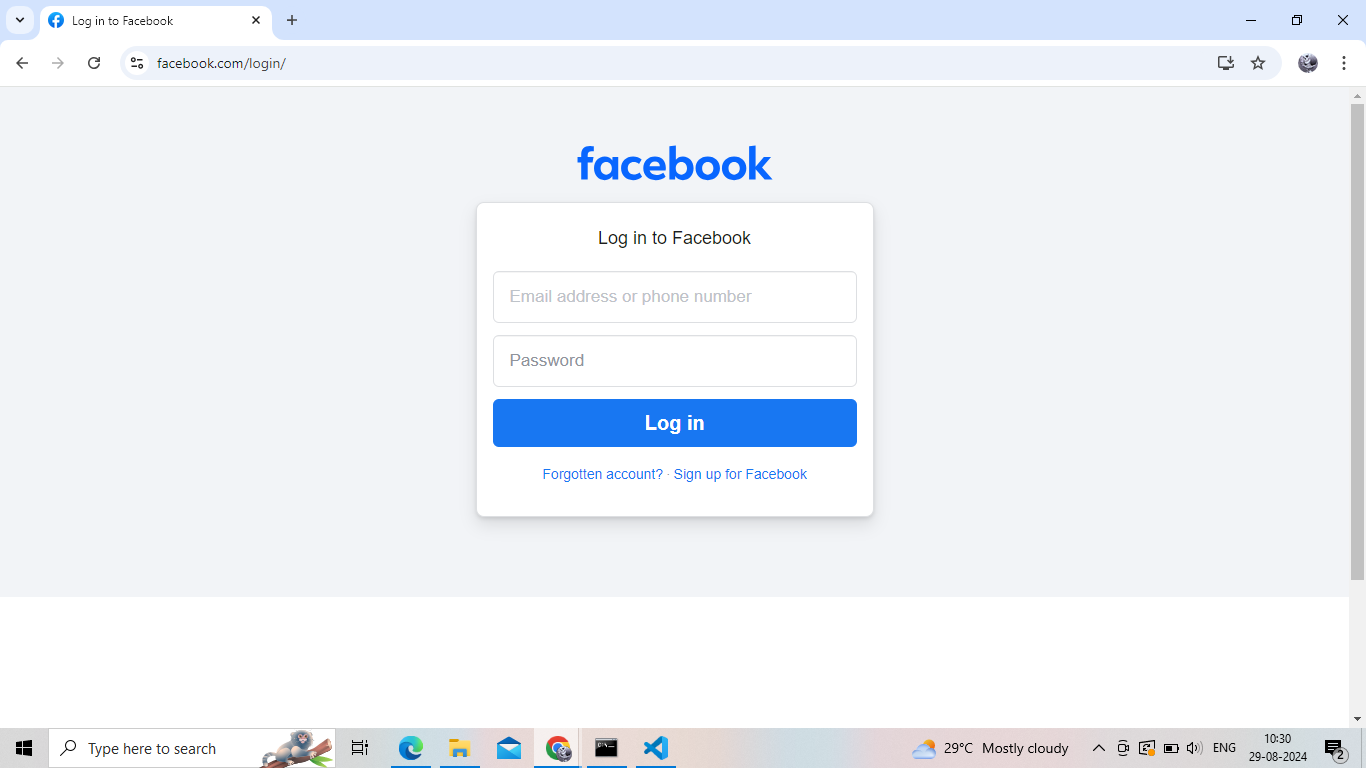 Log in to Facebook
facebook.com/login/
facebook
Log in to Facebook
Email address or phone number
Password
Log in
Forgotten account? · Sign up for Facebook
Type here to search
29°C Mostly cloudy
ENG
10:30
29-08-2024
2